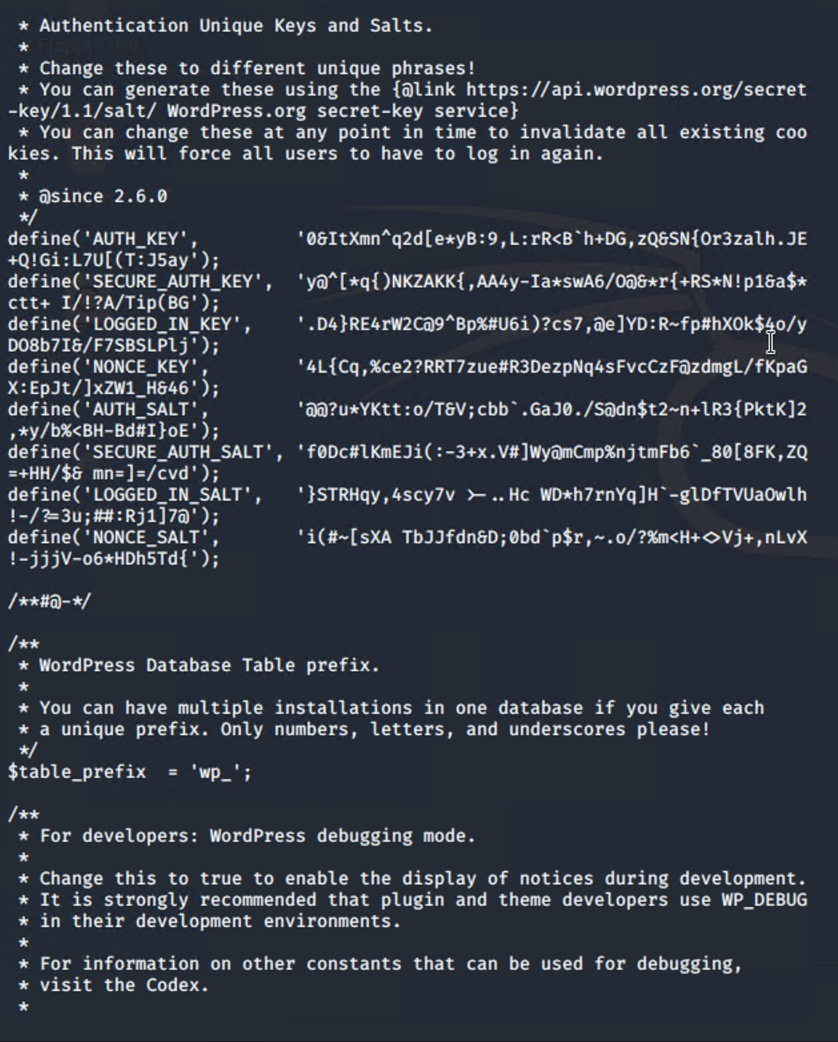 * Authentication Unique Keys and Salts.
 *
 * Change these to different unique phrases!
 * You can generate these using the {@link https://api.wordpress.org/secret
-key/1.1/salt/ WordPress.org secret-key service}
 * You can change these at any point in time to invalidate all existing coo
kies. This will force all users to have to log in again.
 *
 * @since 2.6.0
 */
define('AUTH_KEY',         '0&ItXmn^q2d[e*yB:9,L:rR<B`h+DG,zQ&SN{Or3zalh.JE
+Q!Gi:L7U[(T:J5ay');
define('SECURE_AUTH_KEY',  'y@^[*q{)NKZAKK{,AA4y-Ia*swA6/O@&*r{+RS*N!p1&a$*
ctt+ I/!?A/Tip(BG');
define('LOGGED_IN_KEY',    '.D4}RE4rW2C@9^Bp%#U6i)?cs7,@e]YD:R~fp#hXOk$4o/y
DO8b7I&/F7SBSLPlj');
define('NONCE_KEY',        '4L{Cq,%ce2?RRT7zue#R3DezpNq4sFvcCzF@zdmgL/fKpaG
X:EpJt/]xZW1_H&46');
define('AUTH_SALT',        '@@?u*YKtt:o/T&V;cbb`.GaJ0./S@dn$t2~n+lR3{PktK]2
,*y/b%<BH-Bd#I}oE');
define('SECURE_AUTH_SALT', 'f0Dc#lKmEJi(:-3+x.V#]Wy@mCmp%njtmFb6`_80[8FK,ZQ
=+HH/$& mn=]=/cvd');
define('LOGGED_IN_SALT',   '}STRHqy,4scy7v >-..Hc WD*h7rnYq]H`-glDfTVUaOwlh
!-/?=3u;##:Rj1]7@');
define('NONCE_SALT',       'i(#~[sXA TbJJfdn&D;0bd`p$r,~.o/?%m<H+<>Vj+,nLvX
!-jjjV-o6*HDh5Td{');

/**#@-*/

/**
 * WordPress Database Table prefix.
 *
 * You can have multiple installations in one database if you give each
 * a unique prefix. Only numbers, letters, and underscores please!
 */
$table_prefix  = 'wp_';

/**
 * For developers: WordPress debugging mode.
 *
 * Change this to true to enable the display of notices during development.
 * It is strongly recommended that plugin and theme developers use WP_DEBUG
 * in their development environments.
 *
 * For information on other constants that can be used for debugging,
 * visit the Codex.
 *